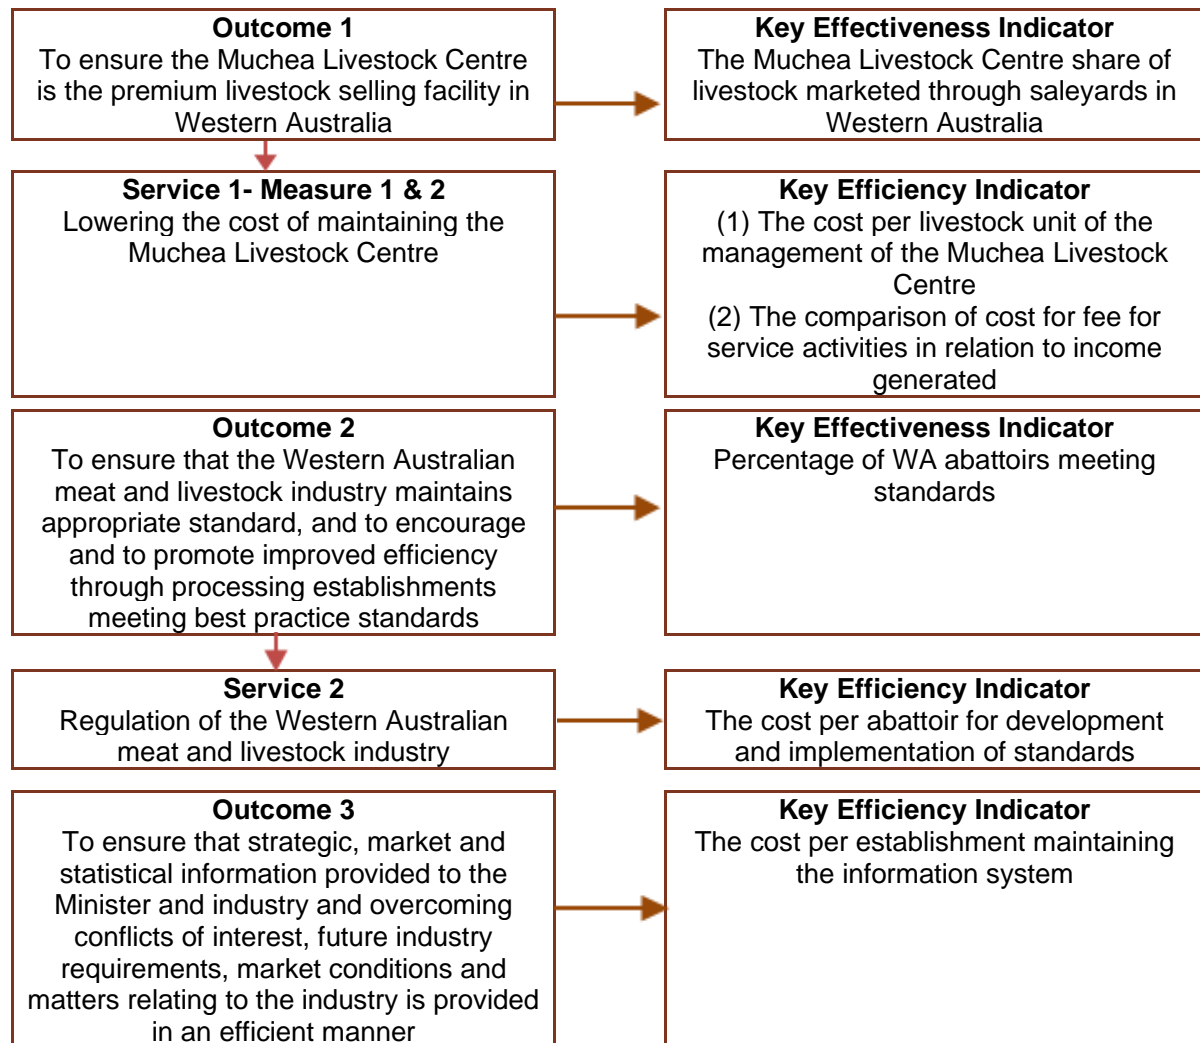 Outcome 1
To ensure the Muchea Livestock Centre
is the premium livestock selling facility in
Western Australia
Key Effectiveness Indicator
The Muchea Livestock Centre share of
livestock marketed through saleyards in
Western Australia
Service 1- Measure 1 & 2
Lowering the cost of maintaining the
Muchea Livestock Centre
Key Efficiency Indicator
(1) The cost per livestock unit of the
management of the Muchea Livestock
Centre
(2) The comparison of cost for fee for
service activities in relation to income
generated
Outcome 2
To ensure that the Western Australian
meat and livestock industry maintains
appropriate standard, and to encourage
and to promote improved efficiency
through processing establishments
meeting best practice standards
Key Effectiveness Indicator
Percentage of WA abattoirs meeting
standards
Service 2
Regulation of the Western Australian
meat and livestock industry
Key Efficiency Indicator
The cost per abattoir for development
and implementation of standards
Outcome 3
To ensure that strategic, market and
statistical information provided to the
Minister and industry and overcoming
conflicts of interest, future industry
requirements, market conditions and
matters relating to the industry is provided
in an efficient manner
Key Efficiency Indicator
The cost per establishment maintaining
the information system